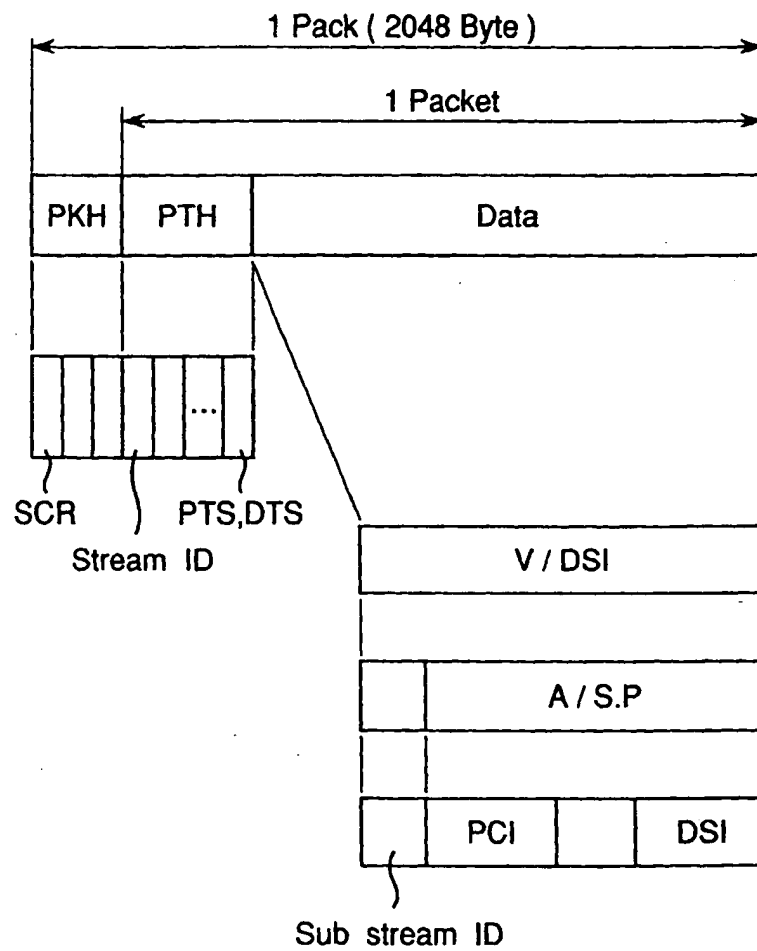 1 Pack ( 2048 Byte )
1 Packet
PKH PTH Data
...
SCR PTS,DTS
Stream ID
V / DSI
A / S.P
PCI DSI
Sub stream ID